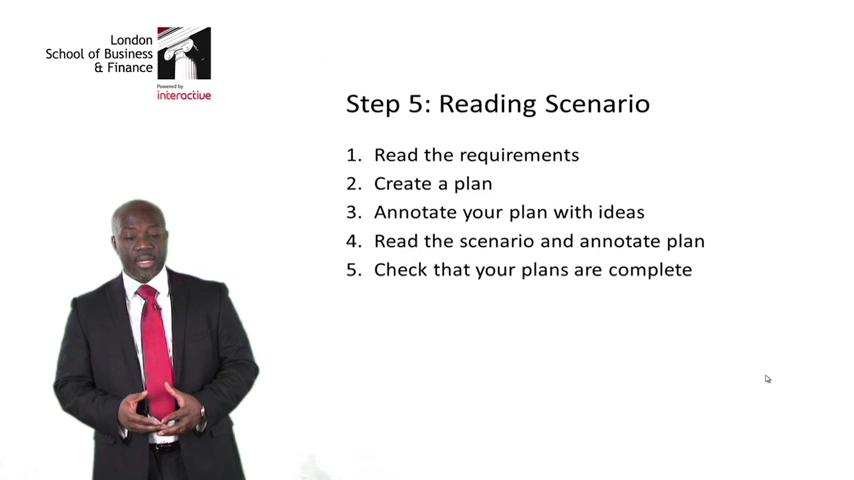 London
School of Business
& Finance
Powered by
interactive
Step 5: Reading Scenario
1. Read the requirements
2. Create a plan
3. Annotate your plan with ideas
4. Read the scenario and annotate plan
5. Check that your plans are complete